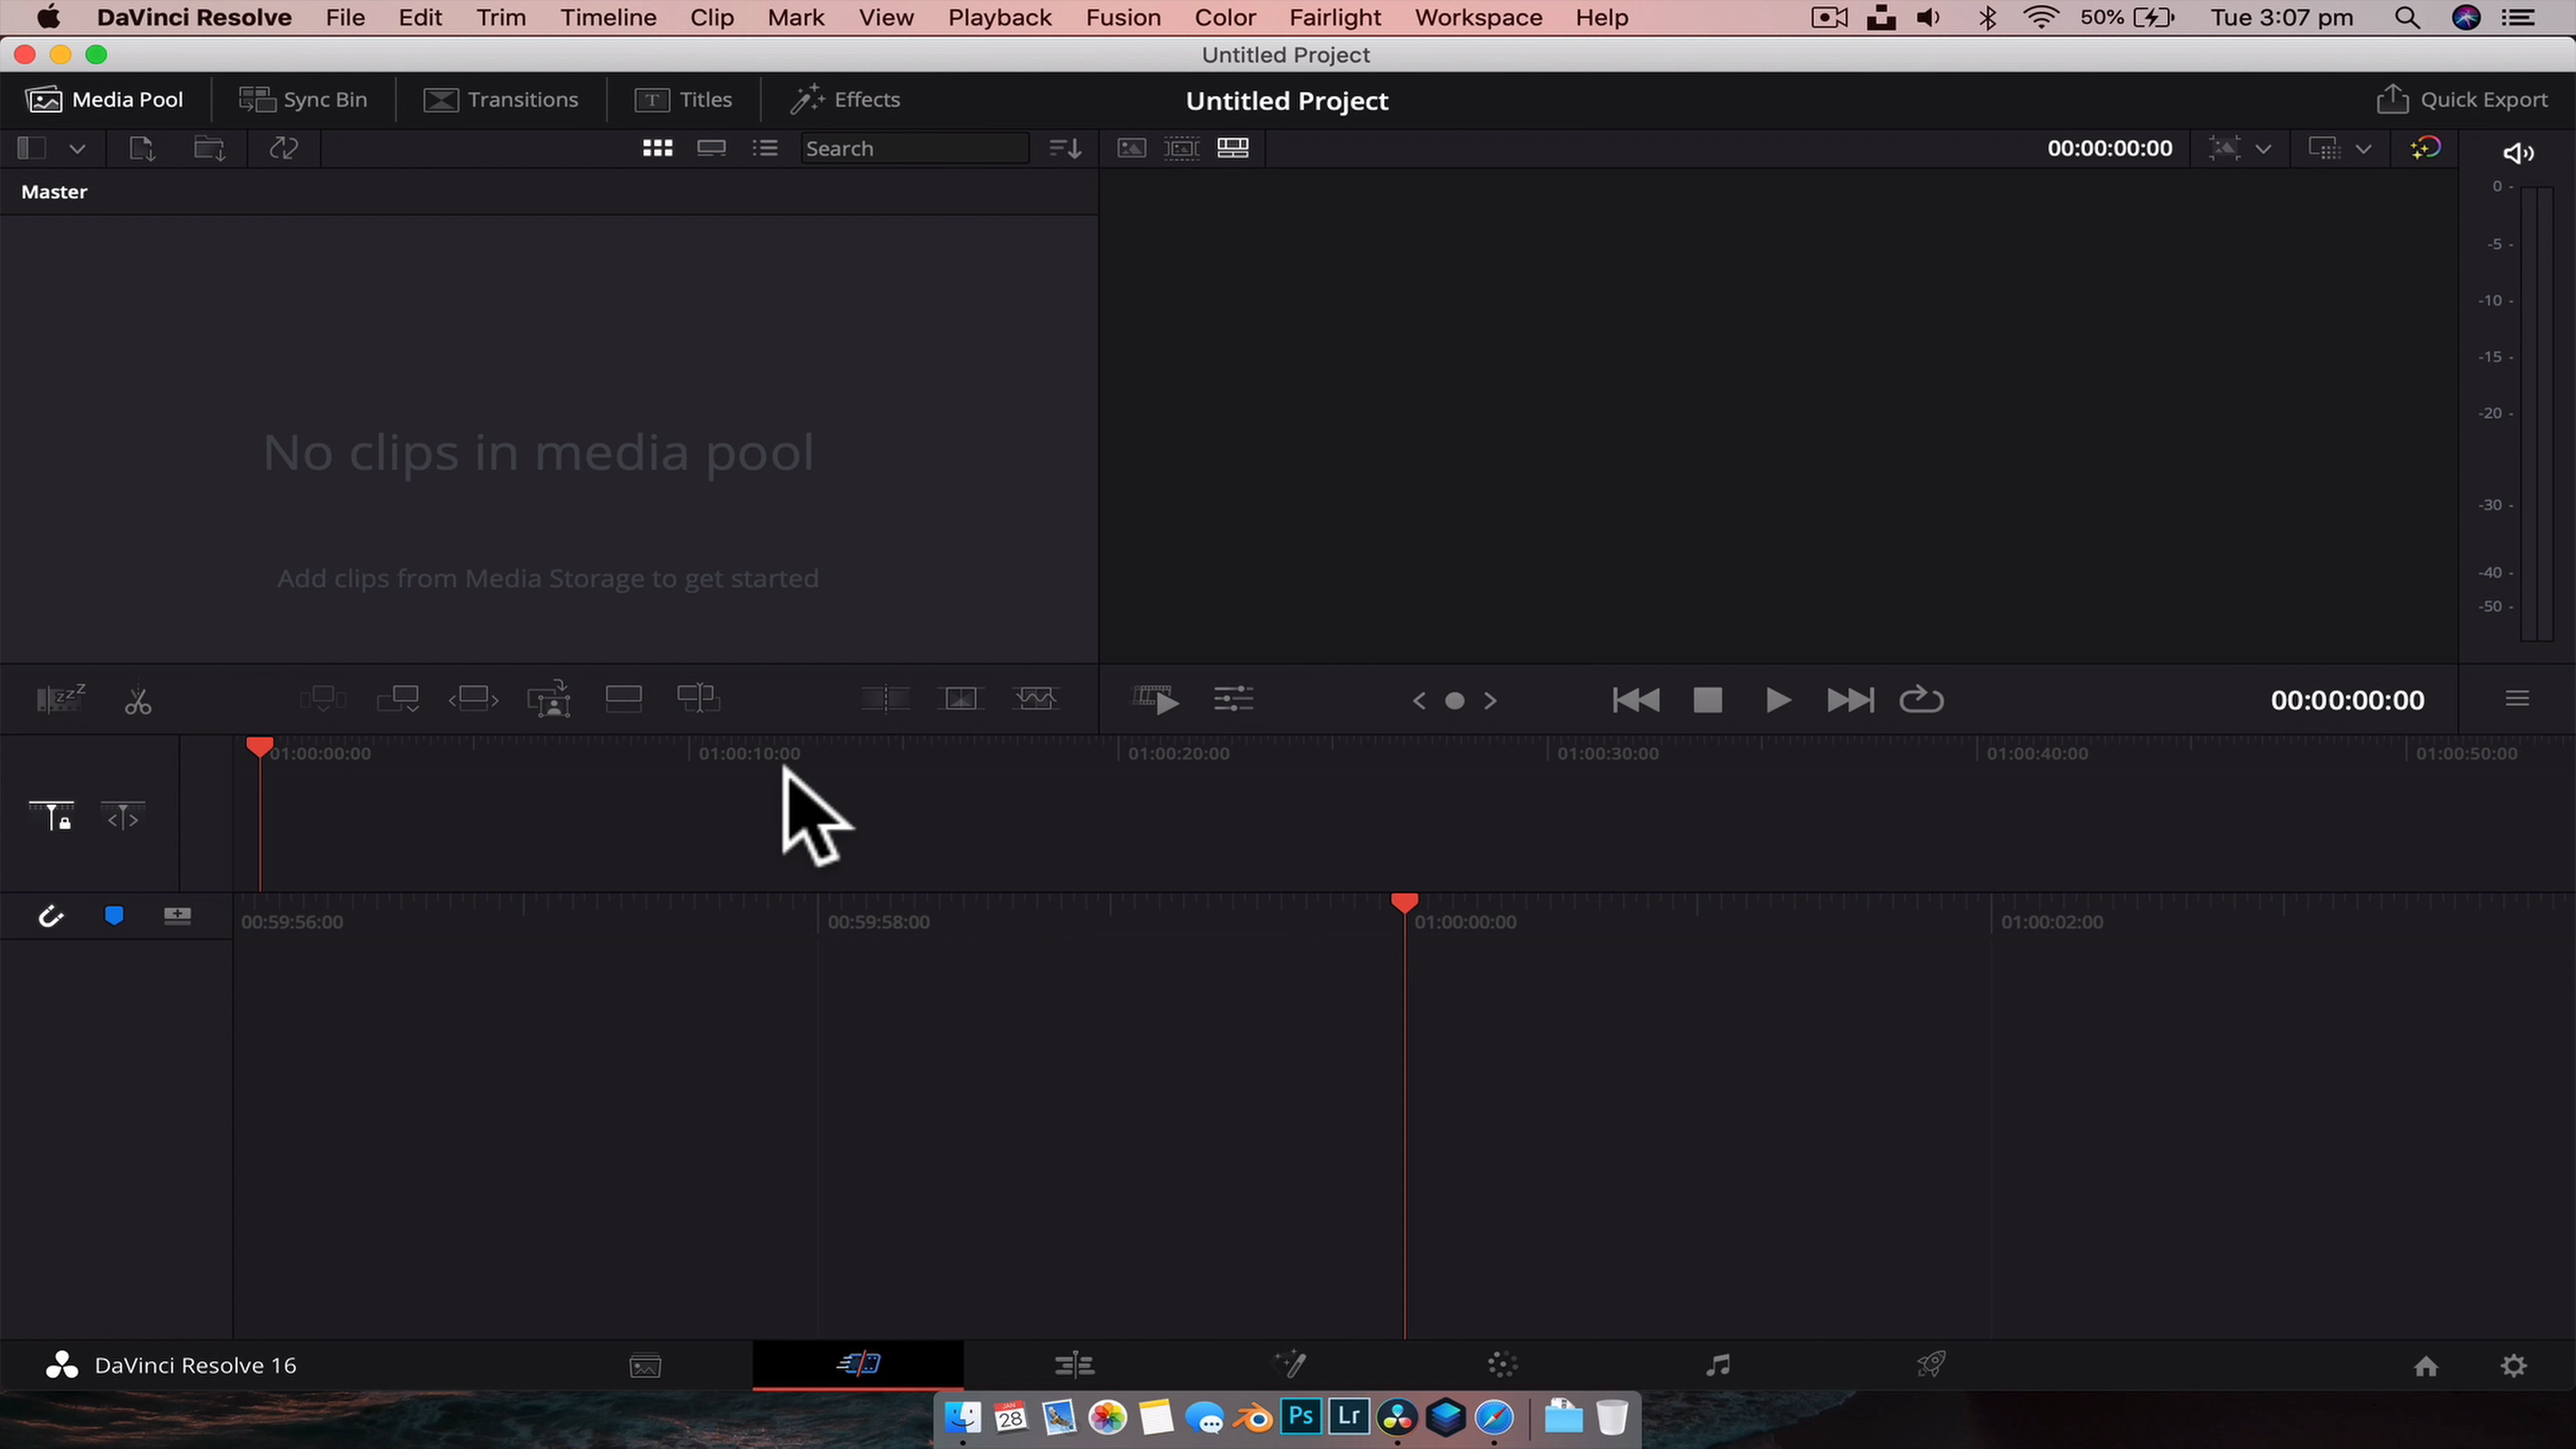 DaVinci Resolve File Edit Trim Timeline Clip Mark View Playback Fusion Color Fairlight Workspace Help 50% Tue 3:07 pm
Untitled Project
Media Pool Sync Bin Transitions Titles Effects Untitled Project Quick Export
Search 00:00:00:00
Master
0
-5
-10
-15
-20
-30
-40
-50
No clips in media pool
Add clips from Media Storage to get started
zzZ 00:00:00:00
01:00:00:00 01:00:10:00 01:00:20:00 01:00:30:00 01:00:40:00 01:00:50:00
00:59:56:00 00:59:58:00 01:00:00:00 01:00:02:00
DaVinci Resolve 16
JAN
28
Ps
Lr